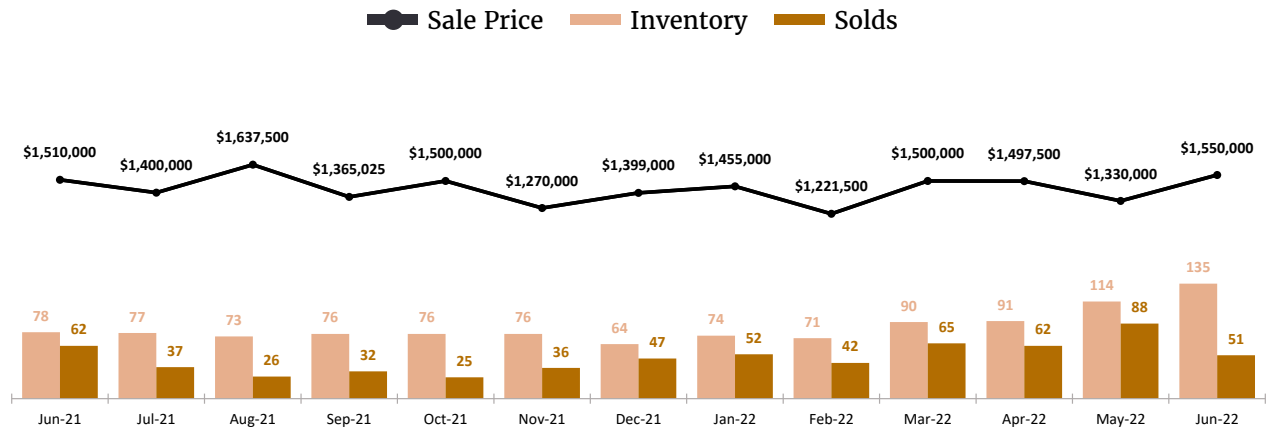 Sale Price Inventory Solds
$1,510,000 $1,400,000 $1,637,500 $1,365,025 $1,500,000 $1,270,000 $1,399,000 $1,455,000 $1,221,500 $1,500,000 $1,497,500 $1,330,000 $1,550,000
78 62 77 37 73 26 76 32 76 25 76 36 64 47 74 52 71 42 90 65 91 62 114 88 135 51
Jun-21 Jul-21 Aug-21 Sep-21 Oct-21 Nov-21 Dec-21 Jan-22 Feb-22 Mar-22 Apr-22 May-22 Jun-22